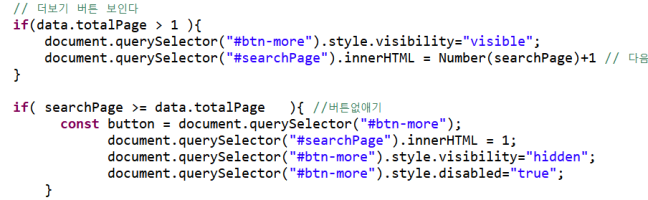 // 더보기 버튼 보인다
if(data.totalPage > 1 ){
    document.querySelector("#btn-more").style.visibility="visible";
    document.querySelector("#searchPage").innerHTML = Number(searchPage)+1 // 다음
}
if( searchPage >= data.totalPage   ){ //버튼없애기
      const button = document.querySelector("#btn-more");
            document.querySelector("#searchPage").innerHTML = 1;
            document.querySelector("#btn-more").style.visibility="hidden";
            document.querySelector("#btn-more").style.disabled="true";
    }